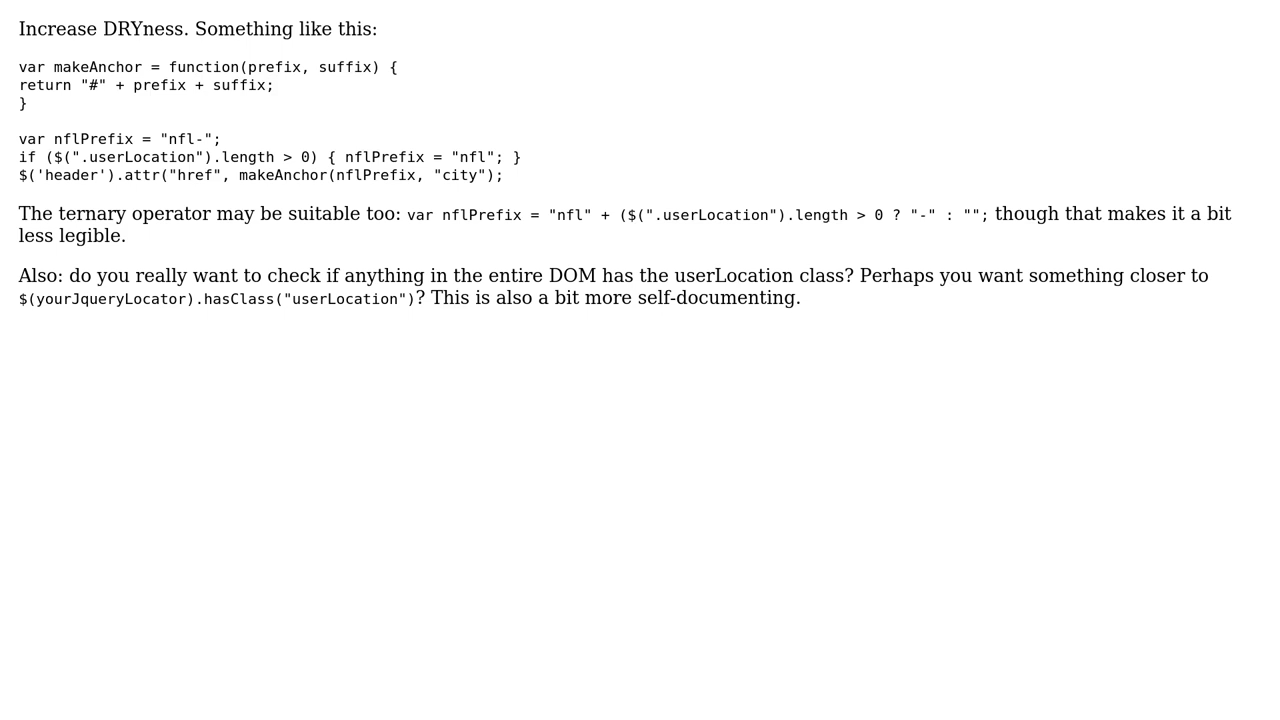 Increase DRYness. Something like this:
var makeAnchor = function(prefix, suffix) {
return "#" + prefix + suffix;
}
var nflPrefix = "nfl-";
if ($(".userLocation").length > 0) { nflPrefix = "nfl"; }
$('header').attr("href", makeAnchor(nflPrefix, "city");
The ternary operator may be suitable too: var nflPrefix = "nfl" + ($(".userLocation").length > 0 ? "-" : ""; though that makes it a bit
less legible.
Also: do you really want to check if anything in the entire DOM has the userLocation class? Perhaps you want something closer to
$(yourJqueryLocator).hasClass("userLocation")? This is also a bit more self-documenting.